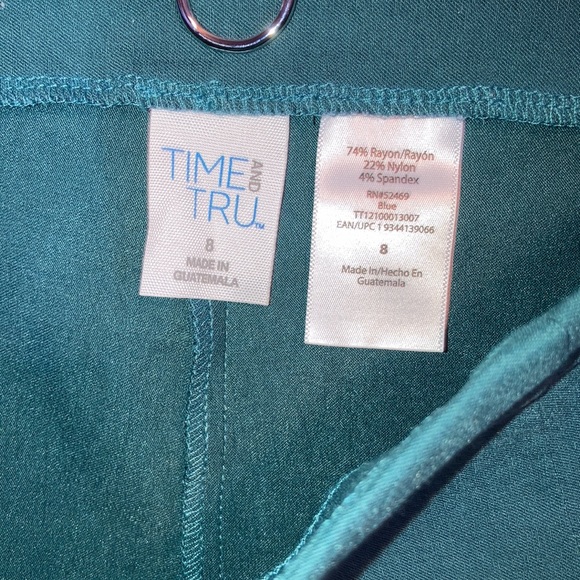 TIME AND
TRU™
8
MADE IN
GUATEMALA
74% Rayon/Rayón
22% Nylon
4% Spandex
RN#52469
Blue
TT12100013007
EAN/UPC 1 9344139066
8
Made In/Hecho En
Guatemala